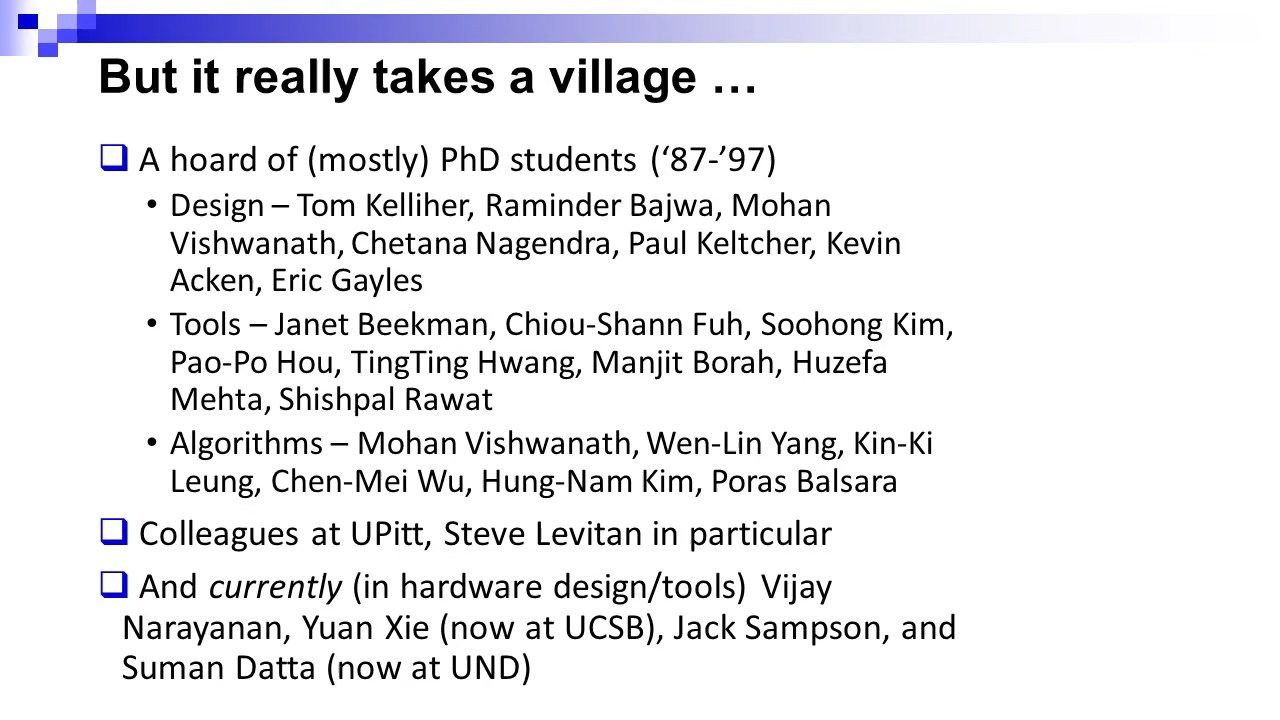 But it really takes a village …
❑ A hoard of (mostly) PhD students (‘87-’97)
• Design – Tom Kelliher, Raminder Bajwa, Mohan
Vishwanath, Chetana Nagendra, Paul Keltcher, Kevin
Acken, Eric Gayles
• Tools – Janet Beekman, Chiou-Shann Fuh, Soohong Kim,
Pao-Po Hou, TingTing Hwang, Manjit Borah, Huzefa
Mehta, Shishpal Rawat
• Algorithms – Mohan Vishwanath, Wen-Lin Yang, Kin-Ki
Leung, Chen-Mei Wu, Hung-Nam Kim, Poras Balsara
❑ Colleagues at UPitt, Steve Levitan in particular
❑ And currently (in hardware design/tools) Vijay
Narayanan, Yuan Xie (now at UCSB), Jack Sampson, and
Suman Datta (now at UND)